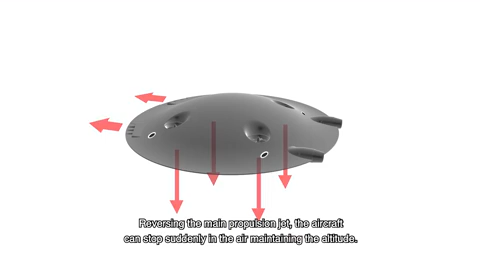 Reversing the main propulsion jet, the aircraft
can stop suddenly in the air maintaining the altitude.